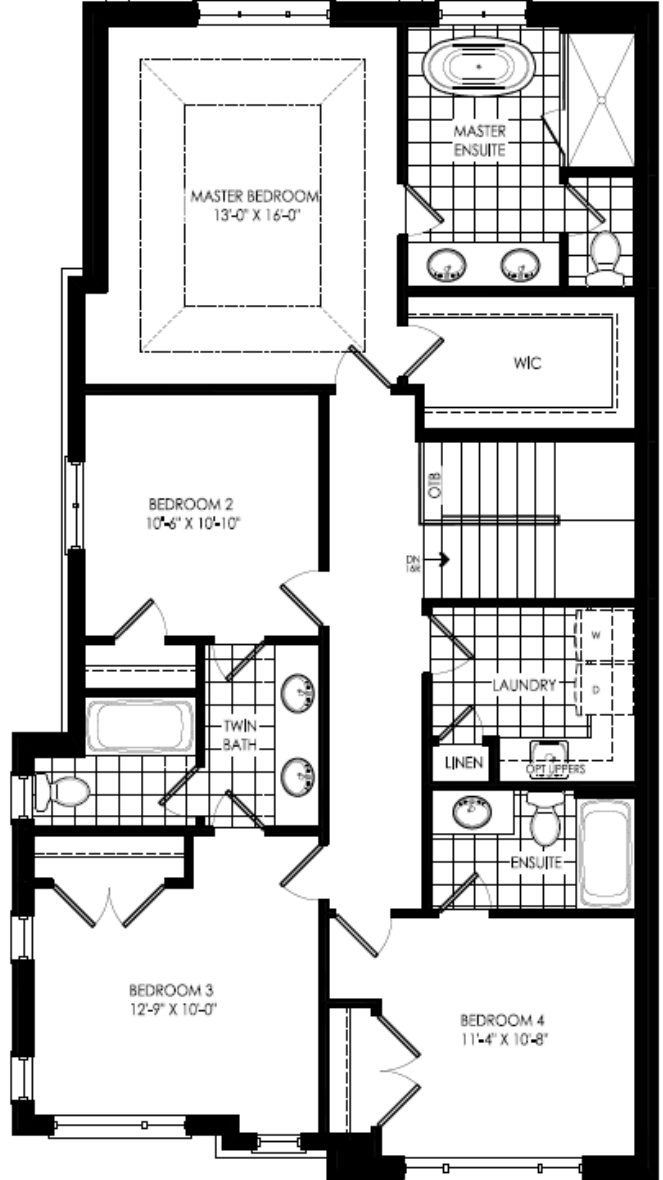 MASTER
ENSUITE
MASTER BEDROOM
13'-0" X 16'-0"
WIC
BEDROOM 2
10'-6" X 10'-10"
OTB
DN
16R
W
LAUNDRY
D
TWIN
BATH
LINEN
OPT UPPERS
ENSUITE
BEDROOM 3
12'-9" X 10'-0"
BEDROOM 4
11'-4" X 10'-8"